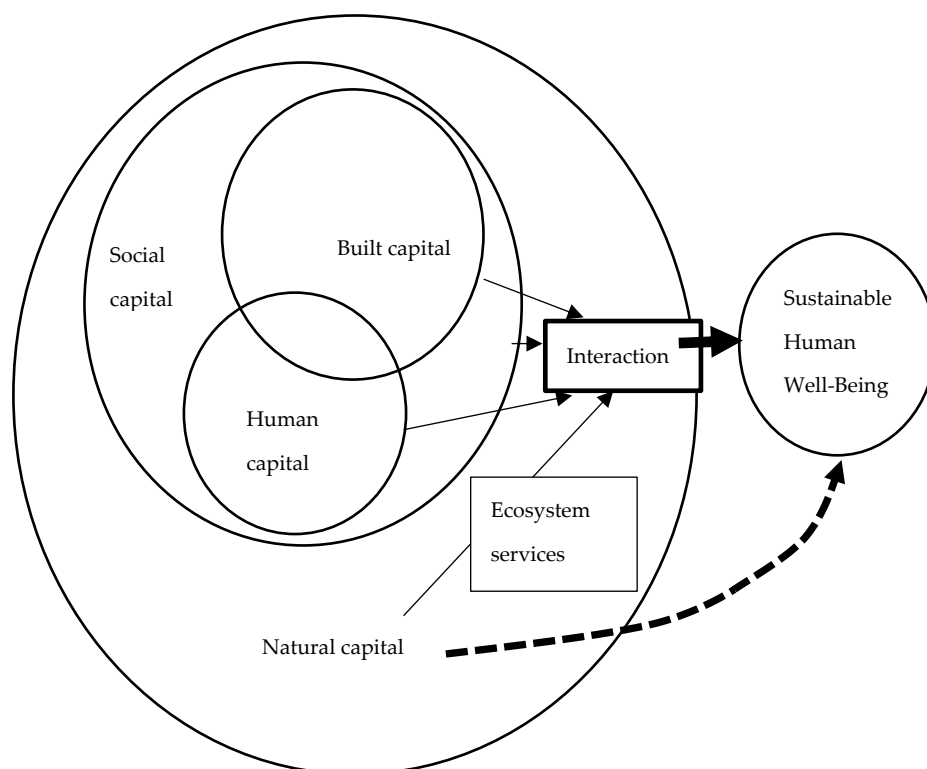 Social
capital
Built capital
Human
capital
Interaction
Ecosystem
services
Natural capital
Sustainable
Human
Well-Being